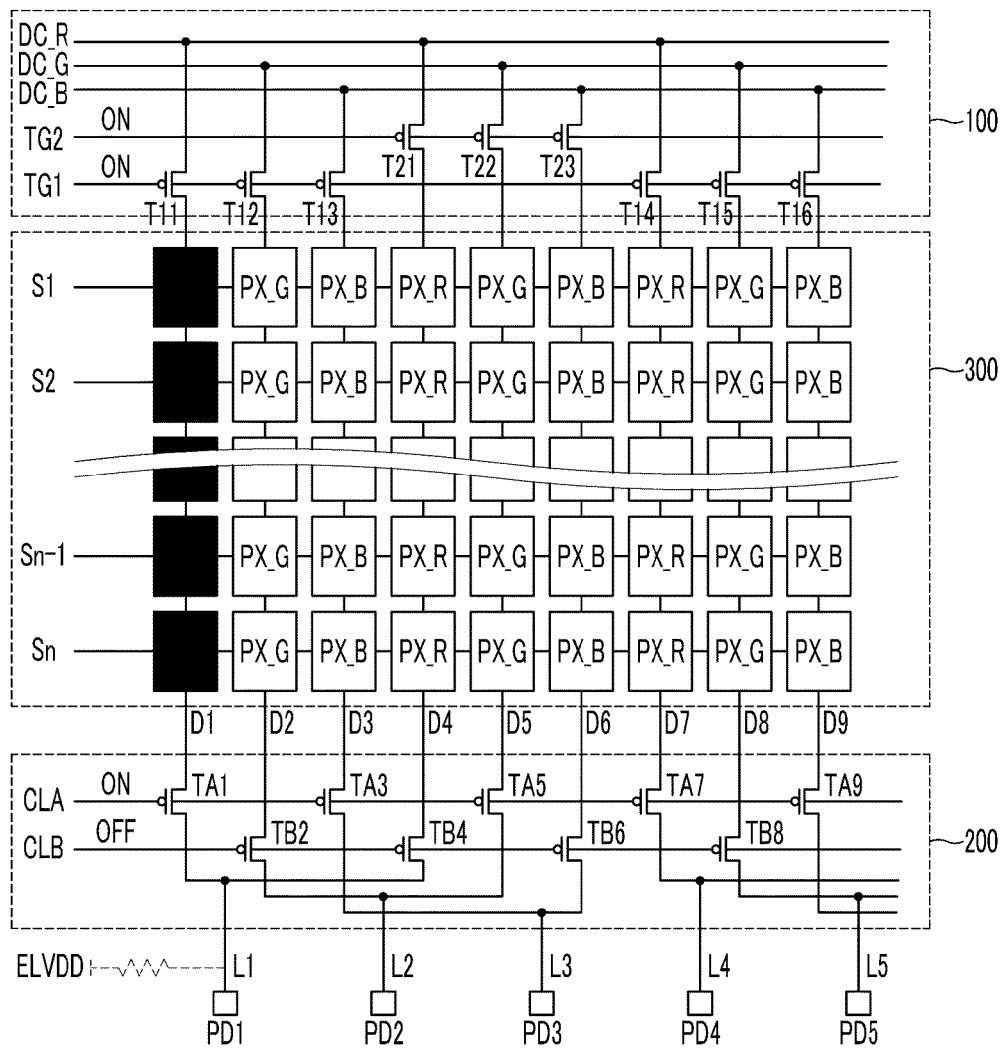 DC_R
DC_G
DC_B
ON
TG2
T21 T22 T23
100
ON
TG1
T11 T12 T13 T14 T15 T16
S1 PX_G PX_B PX_R PX_G PX_B PX_R PX_G PX_B
S2 PX_G PX_B PX_R PX_G PX_B PX_R PX_G PX_B
300
Sn-1 PX_G PX_B PX_R PX_G PX_B PX_R PX_G PX_B
Sn PX_G PX_B PX_R PX_G PX_B PX_R PX_G PX_B
D1 D2 D3 D4 D5 D6 D7 D8 D9
ON
CLA TA1 TA3 TA5 TA7 TA9
OFF
CLB TB2 TB4 TB6 TB8
200
ELVDD L1 L2 L3 L4 L5
PD1 PD2 PD3 PD4 PD5